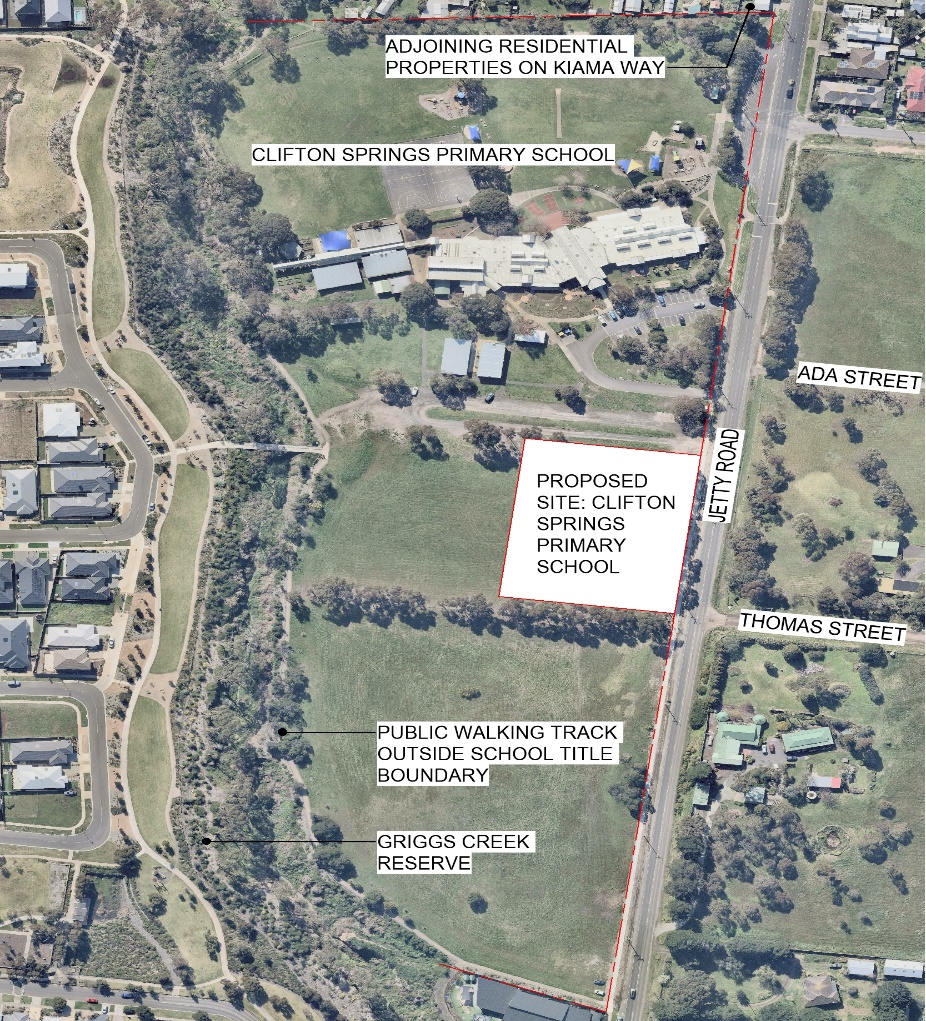 ADJOINING RESIDENTIAL
PROPERTIES ON KIAMA WAY
CLIFTON SPRINGS PRIMARY SCHOOL
ADA STREET
JETTY ROAD
PROPOSED
SITE: CLIFTON
SPRINGS
PRIMARY
SCHOOL
THOMAS STREET
PUBLIC WALKING TRACK
OUTSIDE SCHOOL TITLE
BOUNDARY
GRIGGS CREEK
RESERVE